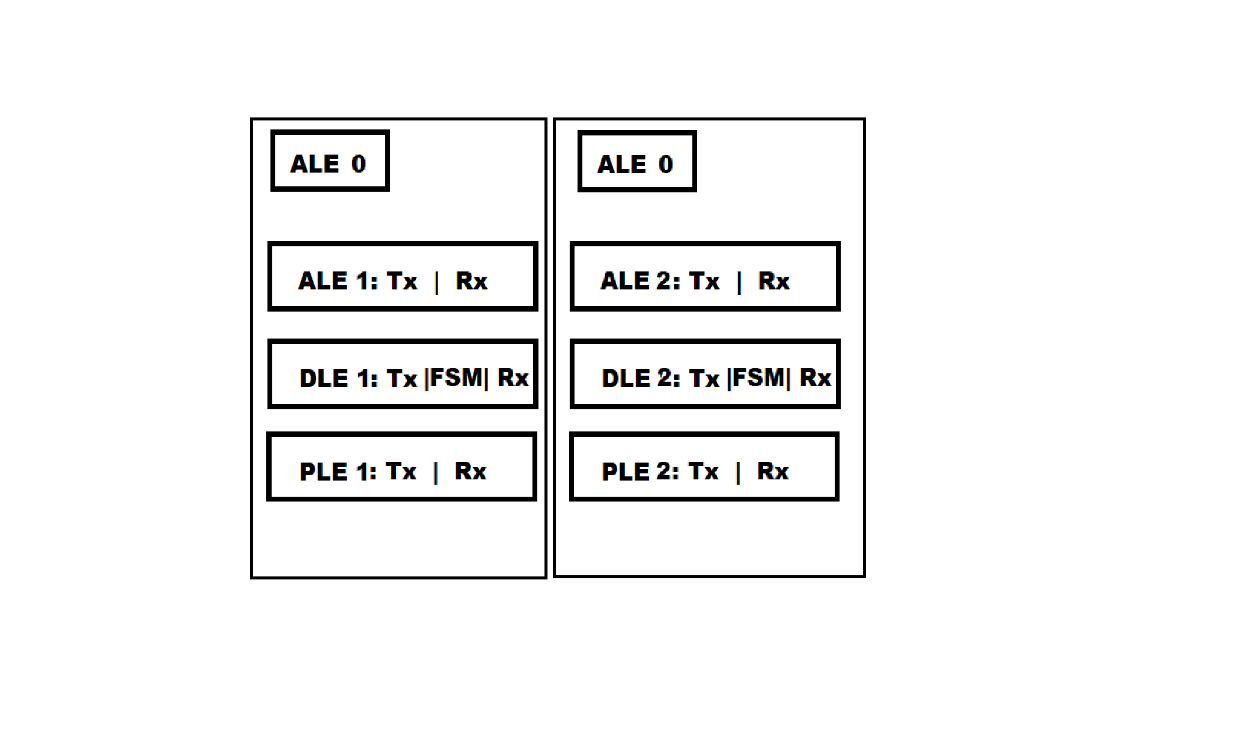 ALE 0
ALE 1: Tx | Rx
DLE 1: Tx |FSM| Rx
PLE 1: Tx | Rx
ALE 0
ALE 2: Tx | Rx
DLE 2: Tx |FSM| Rx
PLE 2: Tx | Rx